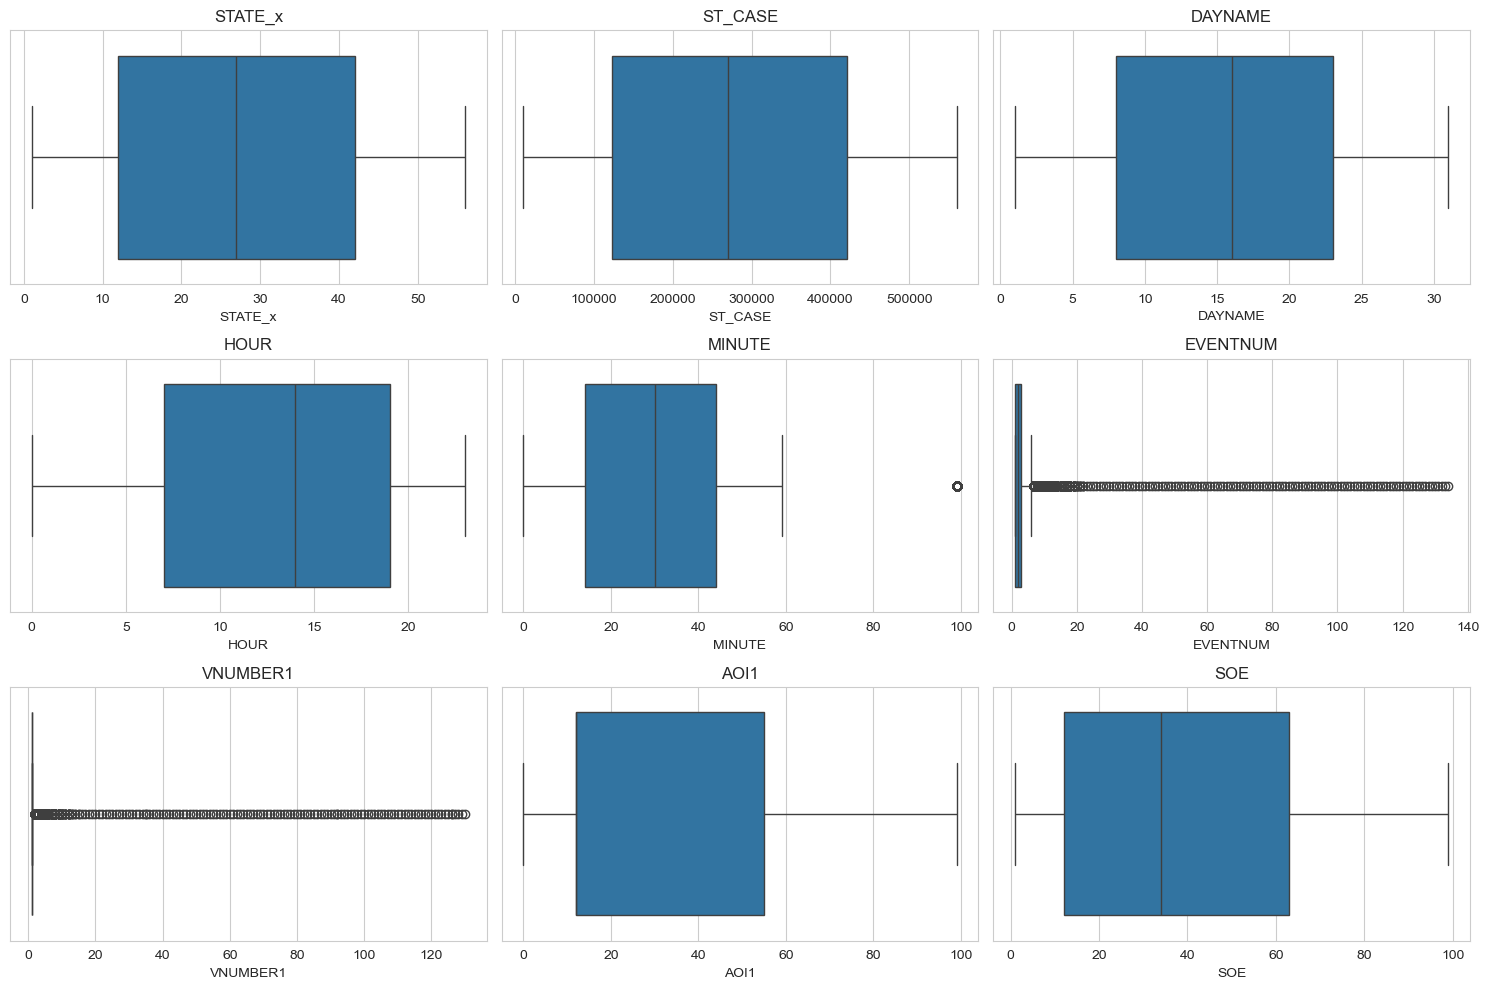 STATE_x ST_CASE DAYNAME
0 10 20 30 40 50 0 100000 200000 300000 400000 500000 0 5 10 15 20 25 30
STATE_x ST_CASE DAYNAME
HOUR MINUTE EVENTNUM
0 5 10 15 20 0 20 40 60 80 100 0 20 40 60 80 100 120 140
HOUR MINUTE EVENTNUM
VNUMBER1 AOI1 SOE
0 20 40 60 80 100 120 0 20 40 60 80 100 0 20 40 60 80 100
VNUMBER1 AOI1 SOE